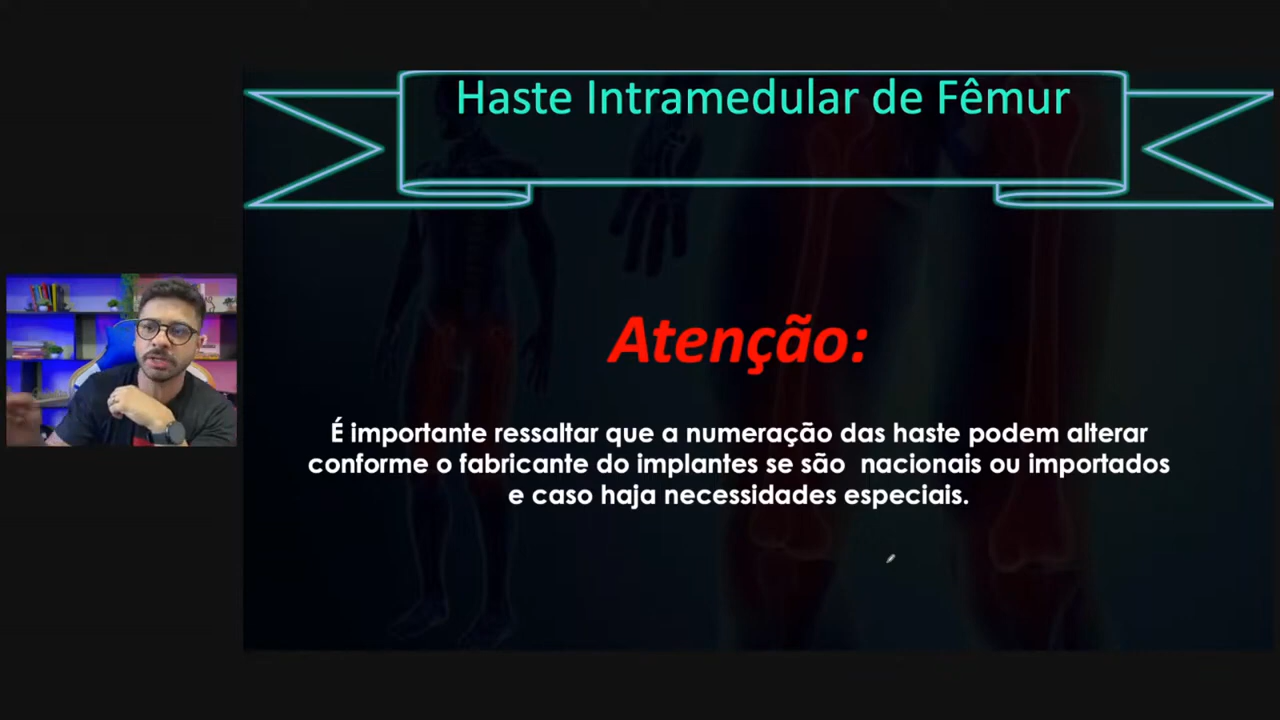 Haste Intramedular de Fêmur
Atenção:
É importante ressaltar que a numeração das haste podem alterar
conforme o fabricante do implantes se são nacionais ou importados
e caso haja necessidades especiais.